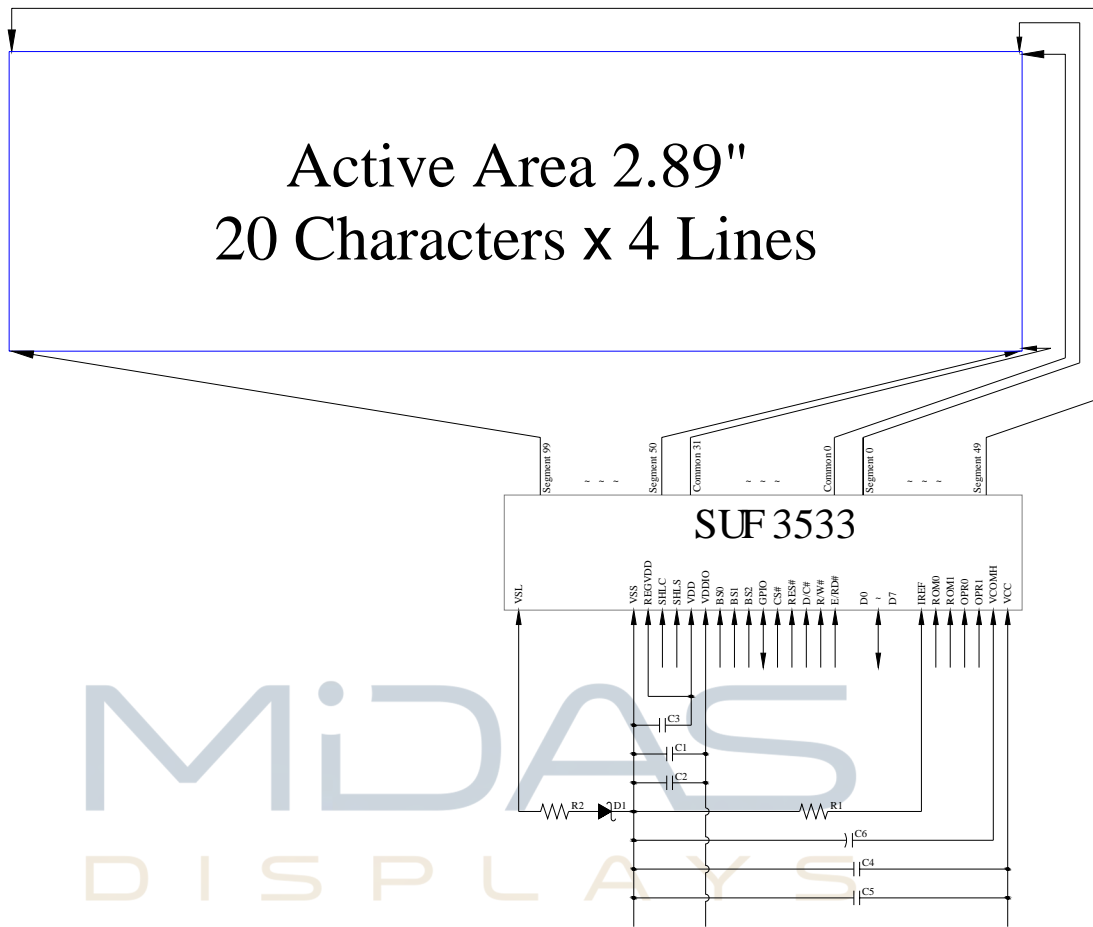 Active Area 2.89"
20 Characters x 4 Lines
Segment 99
~ ~ ~
Segment 50
Common 31
~ ~ ~
Common 0
Segment 0
~ ~ ~
Segment 49
SUF3533
VSL
VSS
REGVDD
SHLC
SHLS
VDD
VDDIO
BS0
BS1
BS2
GPIO
CS#
RES#
D/C#
R/W#
E/RD#
D0
~
D7
IREF
ROM0
ROM1
OPR0
OPR1
VCOMH
VCC
C3
C1
C2
R2
D1
R1
C6
C4
C5
MiDAS
DISPLAYS